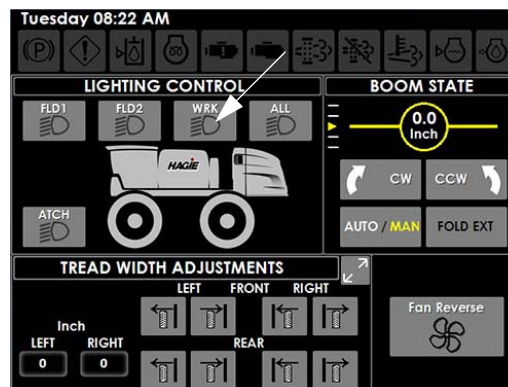 Tuesday 08:22 AM
LIGHTING CONTROL
FLD1 FLD2 WRK ALL
HAGIE
ATCH
BOOM STATE
0.0
Inch
CW CCW
AUTO / MAN FOLD EXT
TREAD WIDTH ADJUSTMENTS
LEFT FRONT RIGHT
Inch
LEFT RIGHT
REAR
0 0
Fan Reverse